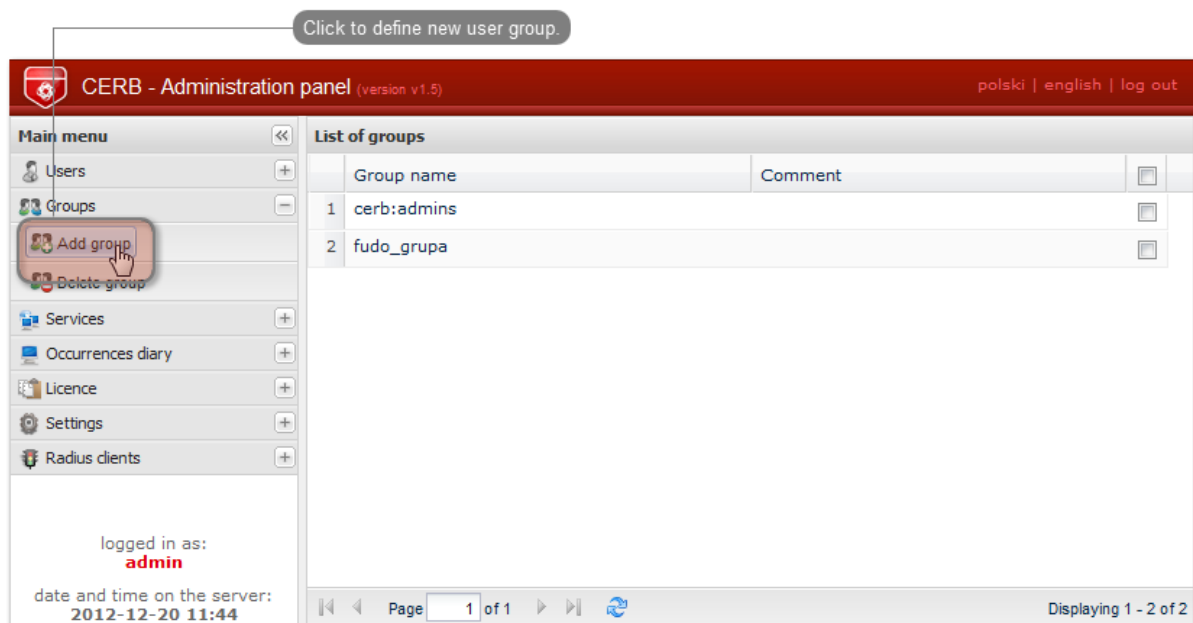 Click to define new user group.
CERB - Administration panel (version v1.5)
polski | english | log out
Main menu
Users
Groups
Add group
Delete group
Services
Occurrences diary
Licence
Settings
Radius clients
logged in as:
admin
date and time on the server:
2012-12-20 11:44
List of groups
Group name Comment
1 cerb:admins
2 fudo_grupa
Page 1 of 1
Displaying 1 - 2 of 2